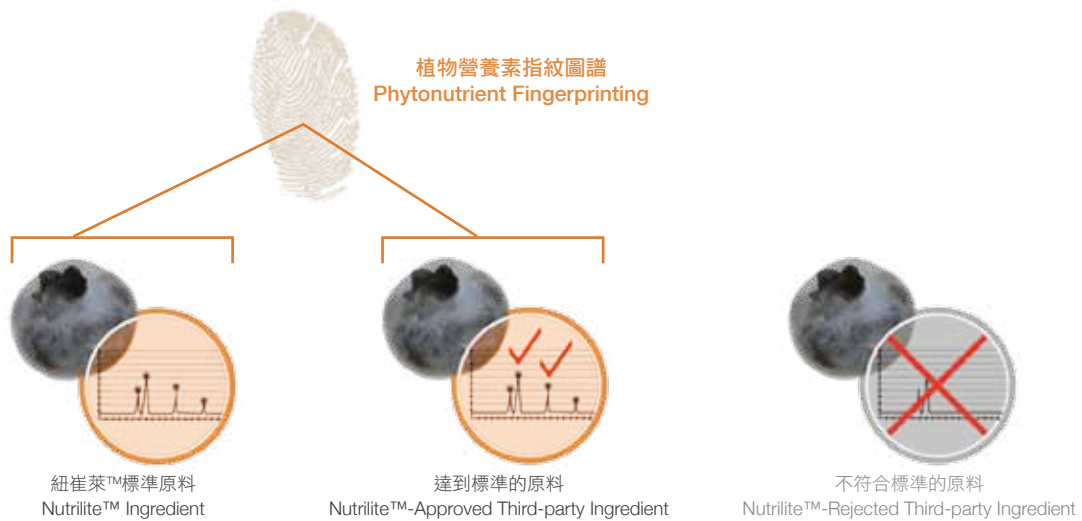 植物營養素指紋圖譜
Phytonutrient Fingerprinting
紐崔萊™標準原料
Nutrilite™ Ingredient
達到標準的原料
Nutrilite™-Approved Third-party Ingredient
不符合標準的原料
Nutrilite™-Rejected Third-party Ingredient